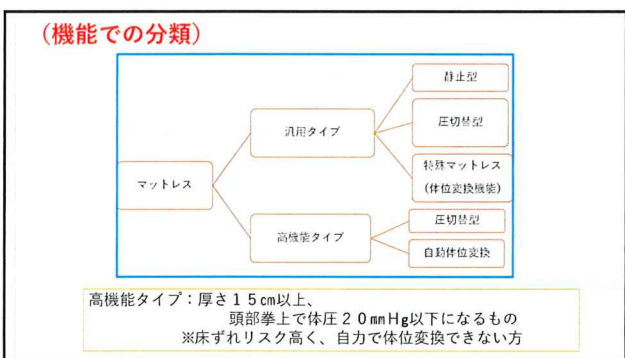 (機能での分類)
マットレス
汎用タイプ
静止型
圧切替型
特殊マットレス
(体位変換機能)
高機能タイプ
圧切替型
自動体位変換
高機能タイプ：厚さ15cm以上、
頭部拳上で体圧20mmHg以下になるもの
※床ずれリスク高く、自力で体位変換できない方